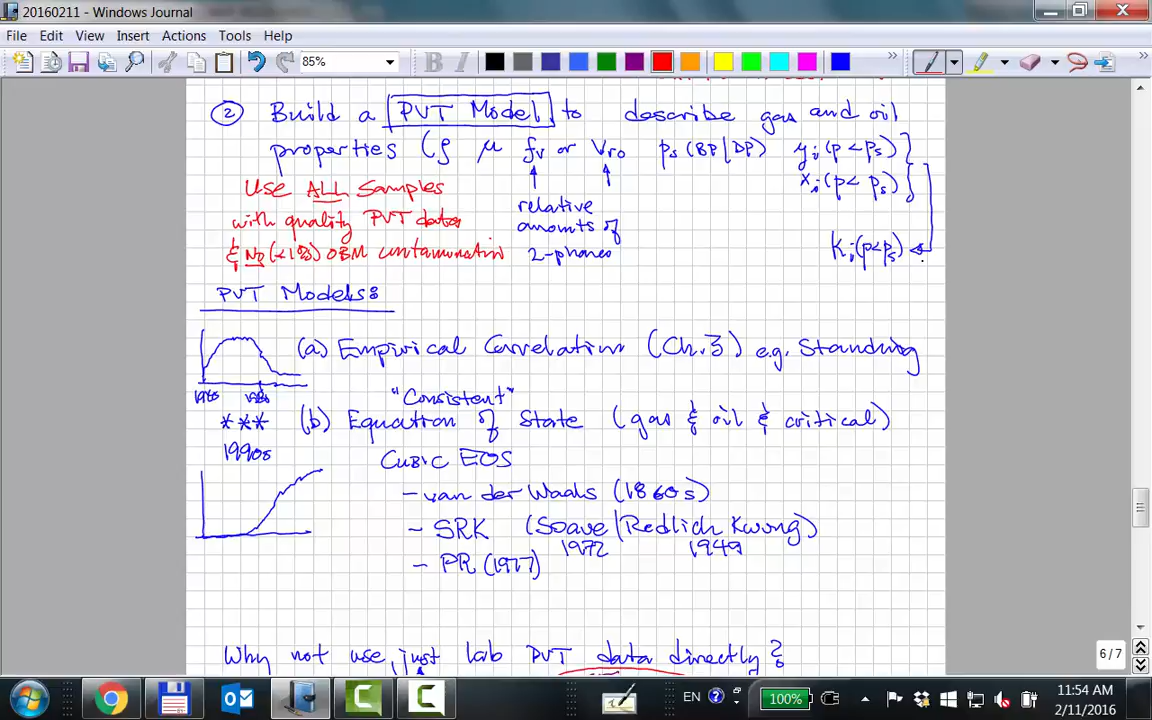 20160211 - Windows Journal
File Edit View Insert Actions Tools Help
85%
B I
② Build a PVT Model to describe gas and oil
properties (ρ μ fv or Vro ps (BP/DP) yi (p<ps)
xi (p<ps)
Use ALL Samples
with quality PVT data
& No (<1%) OBM contamination
relative
amounts of
2-phases
Ki (p<ps)
PVT Models:
(a) Empirical Correlation (Ch.3) e.g. Standing
"Consistent"
(b) Equation of State (gas & oil & critical)
***
1990s
Cubic EOS
- van der Waals (1860s)
- SRK (Soave/Redlich Kwong)
1972 1949
- PR (1977)
Why not use just lab PVT data directly?
6 / 7
EN 100% 11:54 AM
2/11/2016